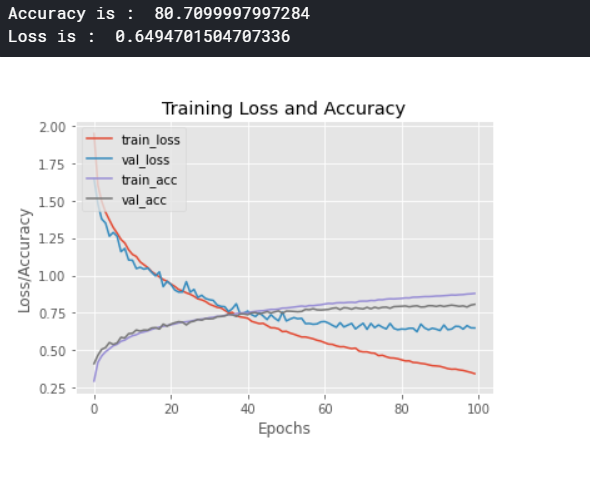 Accuracy is :  80.7099997997284
Loss is :  0.6494701504707336
Training Loss and Accuracy
2.00
1.75
1.50
1.25
1.00
0.75
0.50
0.25
Loss/Accuracy
train_loss
val_loss
train_acc
val_acc
0 20 40 60 80 100
Epochs